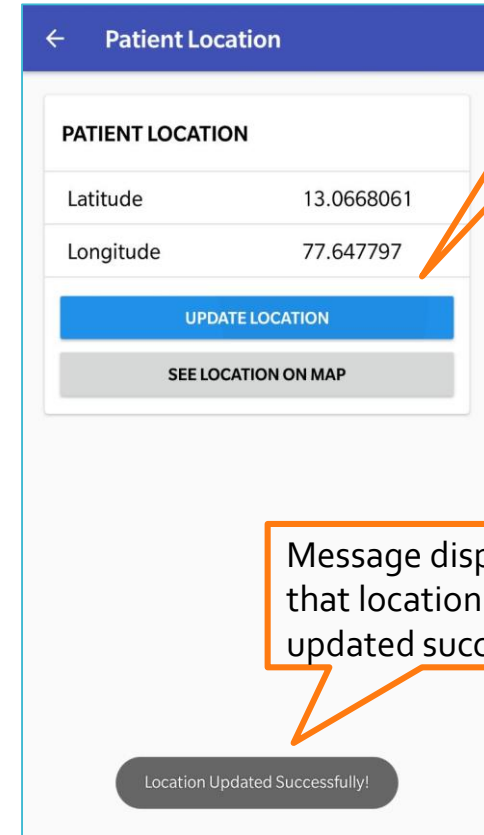 Patient Location
PATIENT LOCATION
Latitude 13.0668061
Longitude 77.647797
UPDATE LOCATION
SEE LOCATION ON MAP
Message disp
that location
updated succ
Location Updated Successfully!